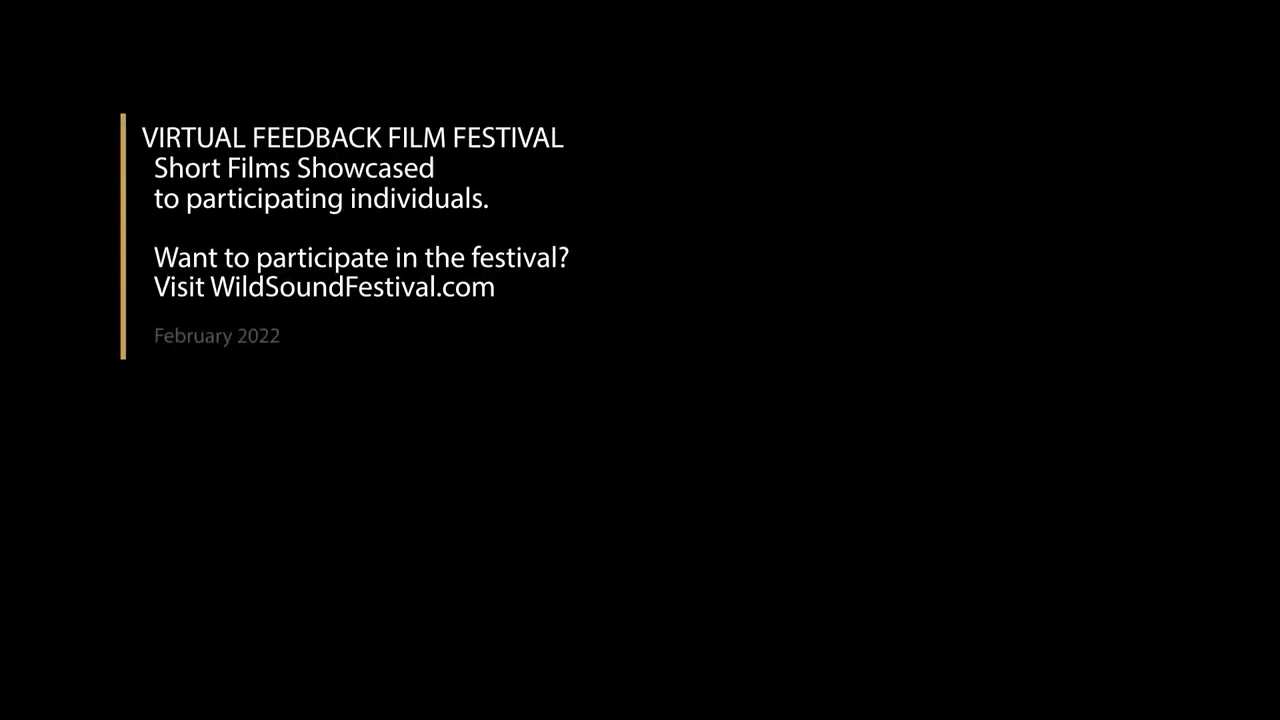 VIRTUAL FEEDBACK FILM FESTIVAL
Short Films Showcased
to participating individuals.
Want to participate in the festival?
Visit WildSoundFestival.com
February 2022